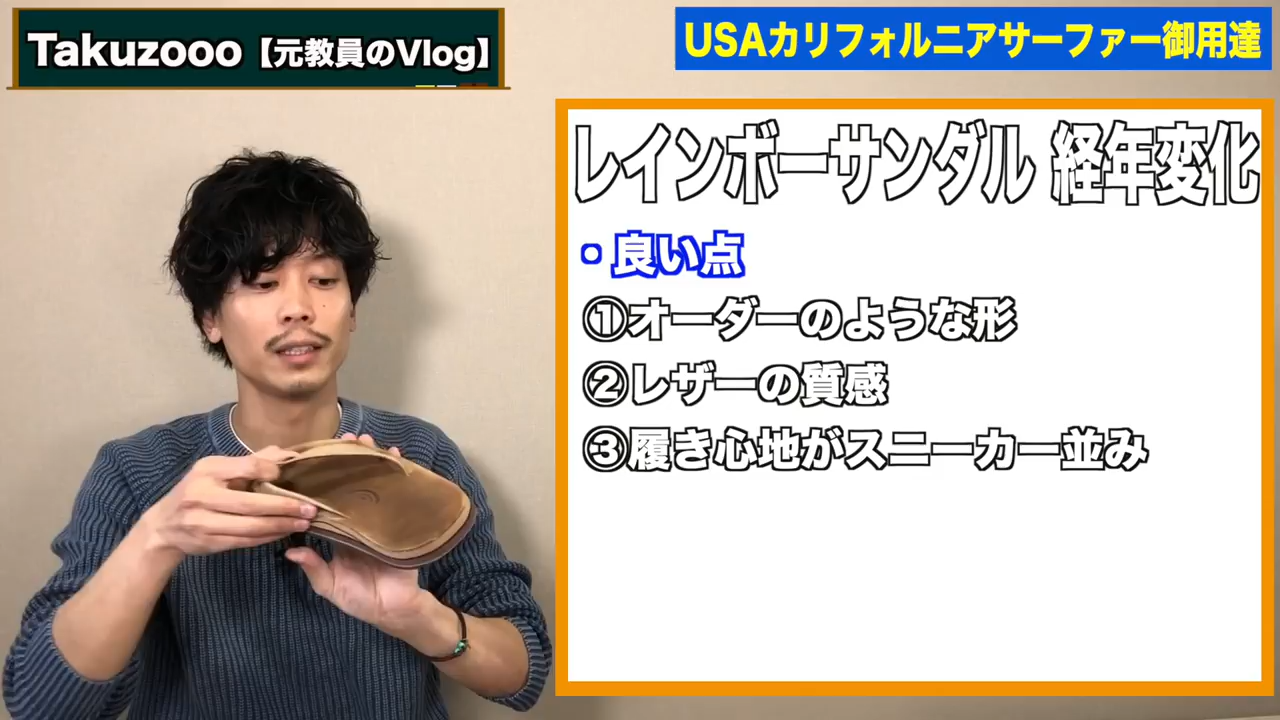 Takuzooo【元教員のVlog】
USAカリフォルニアサーファー御用達
レインボーサンダル 経年変化
・良い点
①オーダーのような形
②レザーの質感
③履き心地がスニーカー並み